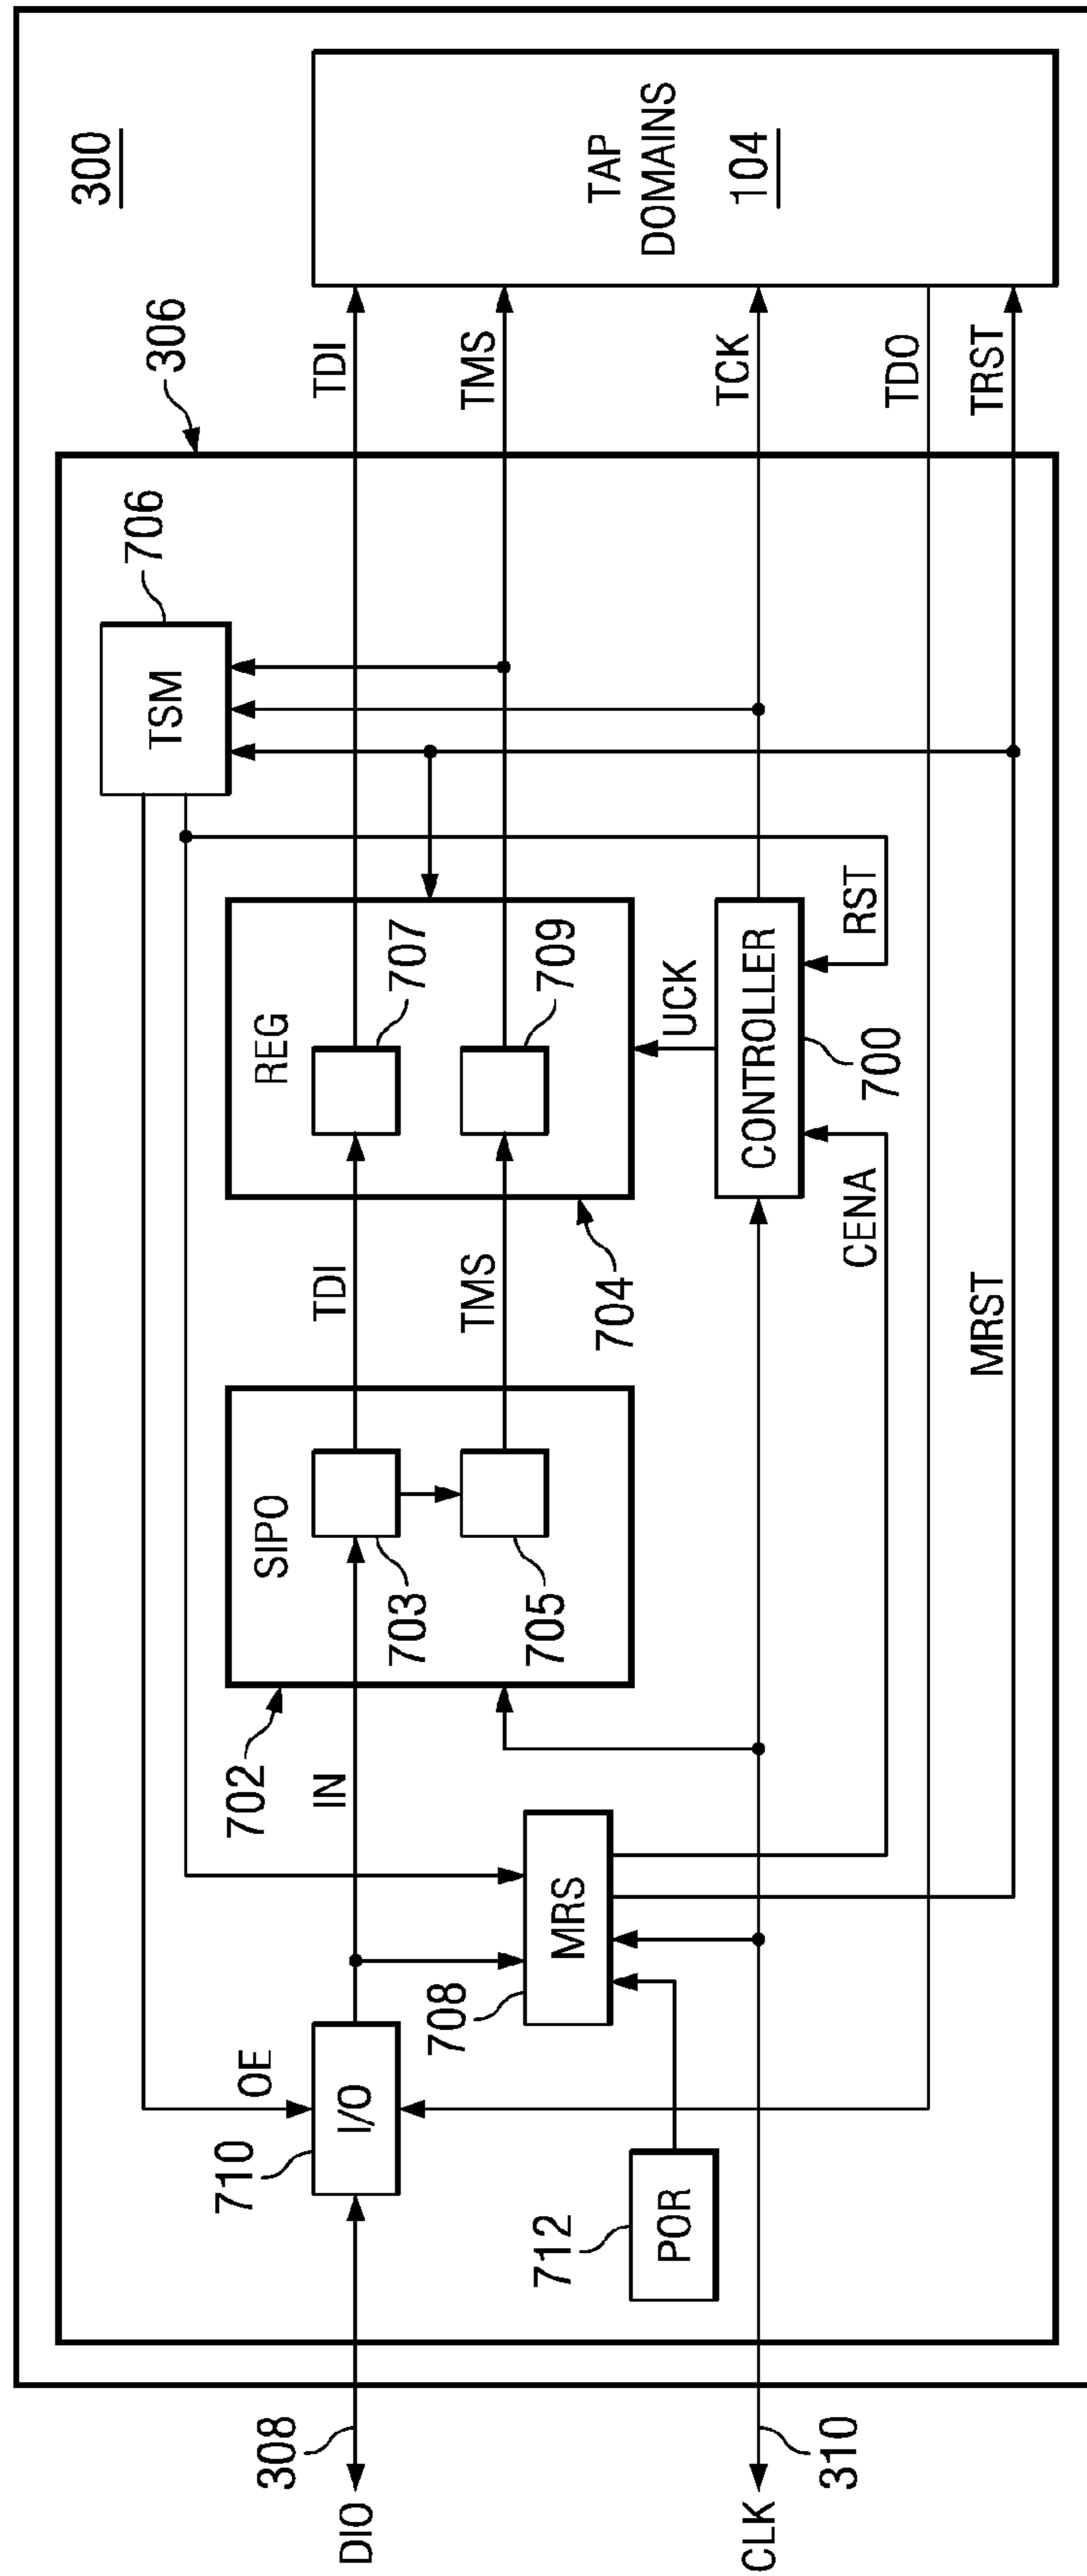 300
306
TAP
DOMAINS
104
TSM
706
TDI
TMS
TCK
TDO
TRST
REG
707
709
704
UCK
CONTROLLER
700
RST
CENA
MRST
TDI
TMS
SIPO
703
705
702
IN
MRS
708
OE
I/O
710
POR
712
308
DIO
310
CLK